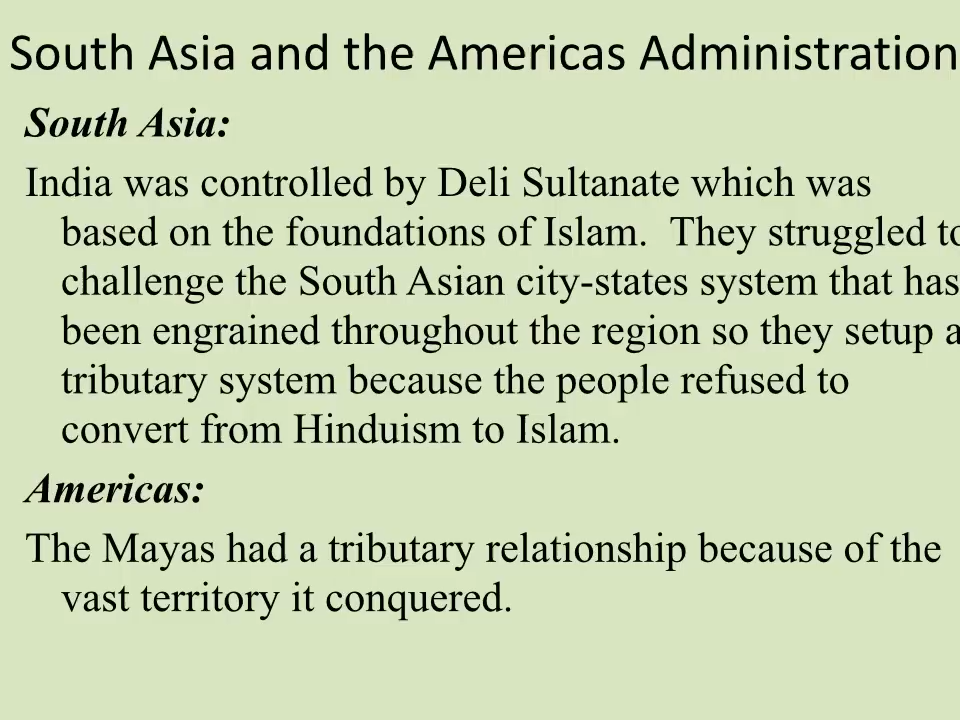 South Asia and the Americas Administration
South Asia:
India was controlled by Deli Sultanate which was
based on the foundations of Islam.  They struggled to
challenge the South Asian city-states system that has
been engrained throughout the region so they setup a
tributary system because the people refused to
convert from Hinduism to Islam.
Americas:
The Mayas had a tributary relationship because of the
vast territory it conquered.